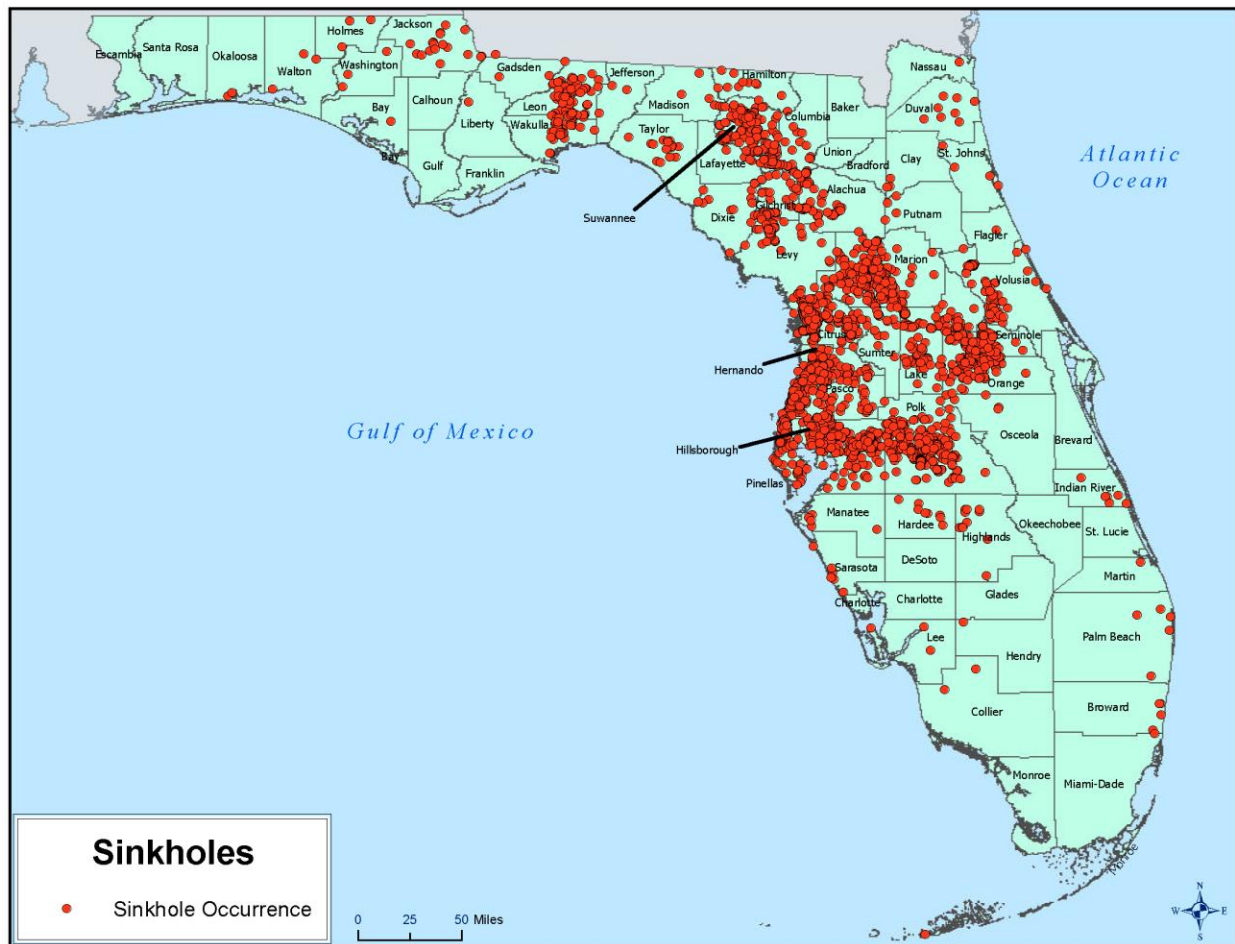 Escambia
Santa Rosa
Okaloosa
Walton
Holmes
Jackson
Washington
Bay
Bay
Calhoun
Gulf
Liberty
Franklin
Gadsden
Leon
Wakulla
Jefferson
Madison
Taylor
Hamilton
Lafayette
Suwannee
Columbia
Baker
Nassau
Duval
Union
Bradford
Clay
St. Johns
Alachua
Gilchrist
Dixie
Levy
Putnam
Flagler
Marion
Volusia
Citrus
Hernando
Sumter
Lake
Seminole
Orange
Pasco
Polk
Osceola
Brevard
Hillsborough
Pinellas
Indian River
Manatee
Hardee
Highlands
Okeechobee
St. Lucie
Sarasota
DeSoto
Martin
Charlotte
Charlotte
Glades
Lee
Hendry
Palm Beach
Collier
Broward
Monroe
Miami-Dade
Monroe
Atlantic
Ocean
Gulf of Mexico
Sinkholes
Sinkhole Occurrence
0 25 50 Miles
N
W E
S